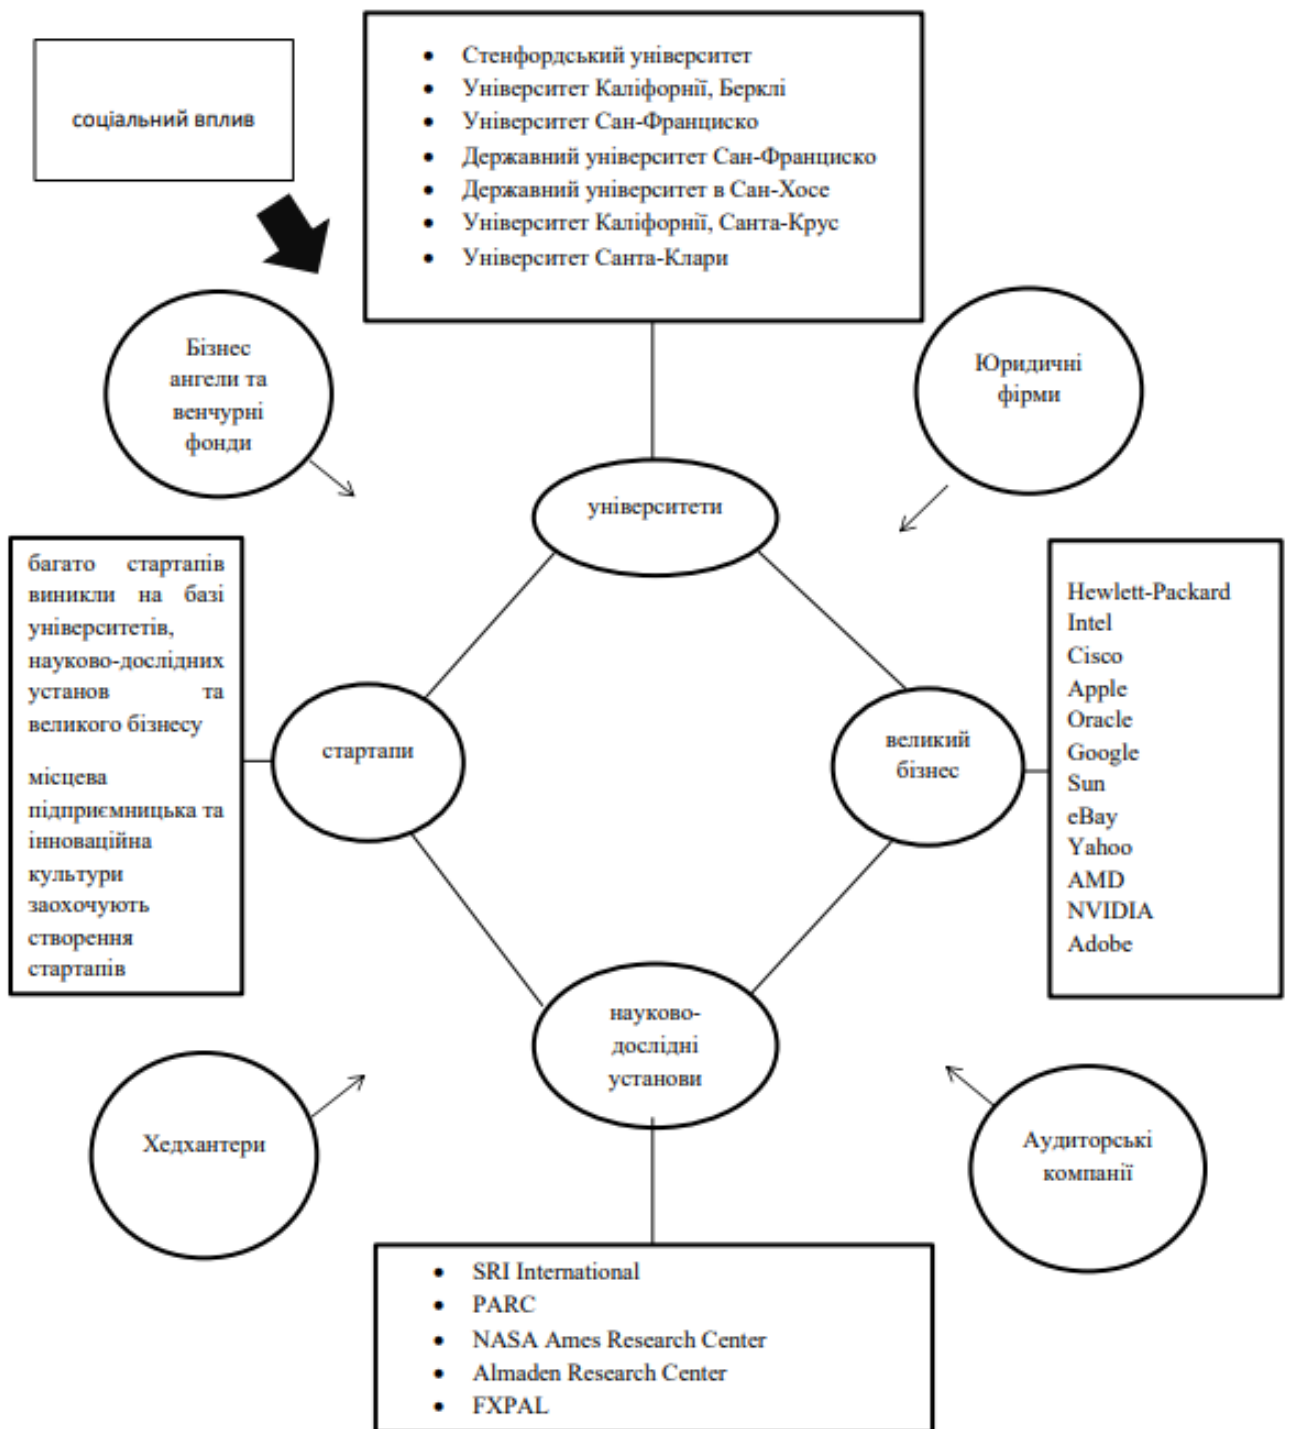 соціальний вплив
Стенфордський університет
Університет Каліфорнії, Берклі
Університет Сан-Франциско
Державний університет Сан-Франциско
Державний університет в Сан-Хосе
Університет Каліфорнії, Санта-Крус
Університет Санта-Клари
Бізнес
ангели та
венчурні
фонди
Юридичні
фірми
університети
багато стартапів
виникли на базі
університетів,
науково-дослідних
установ та
великого бізнесу
місцева
підприємницька та
інноваційна
культури
заохочують
створення
стартапів
стартапи
великий
бізнес
Hewlett-Packard
Intel
Cisco
Apple
Oracle
Google
Sun
eBay
Yahoo
AMD
NVIDIA
Adobe
науково-
дослідні
установи
Хедхантери
Аудиторські
компанії
SRI International
PARC
NASA Ames Research Center
Almaden Research Center
FXPAL